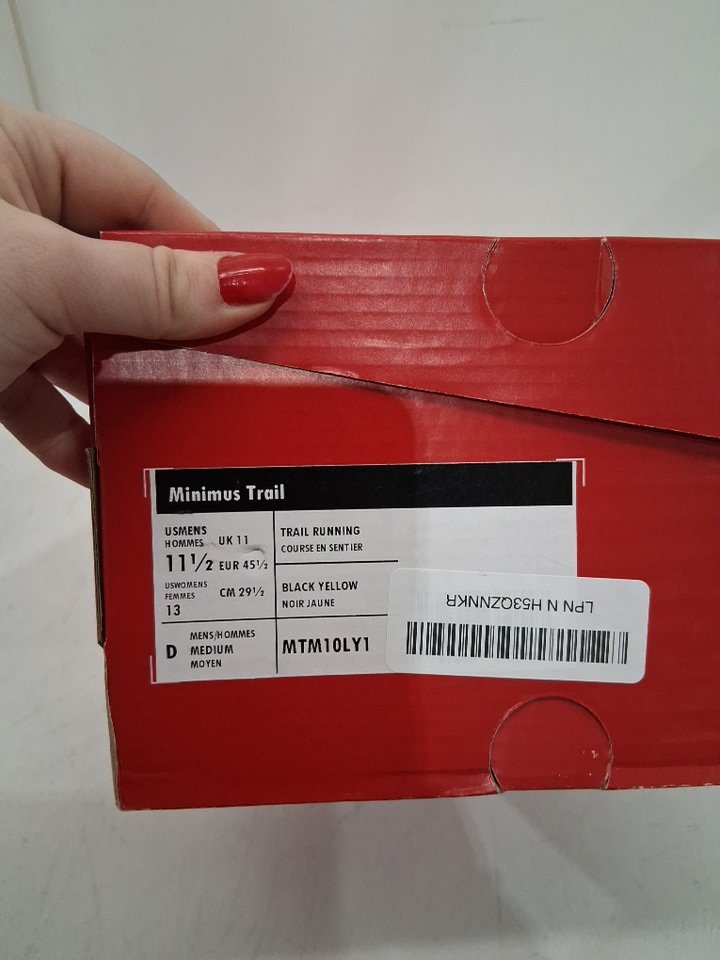 Minimus Trail
USMENS
HOMMES UK 11
11½ EUR 45½
USWOMENS
FEMMES CM 29½
13
D MENS/HOMMES
MEDIUM
MOYEN
TRAIL RUNNING
COURSE EN SENTIER
BLACK YELLOW
NOIR JAUNE
MTM10LY1
LPN N H53QZNNKR